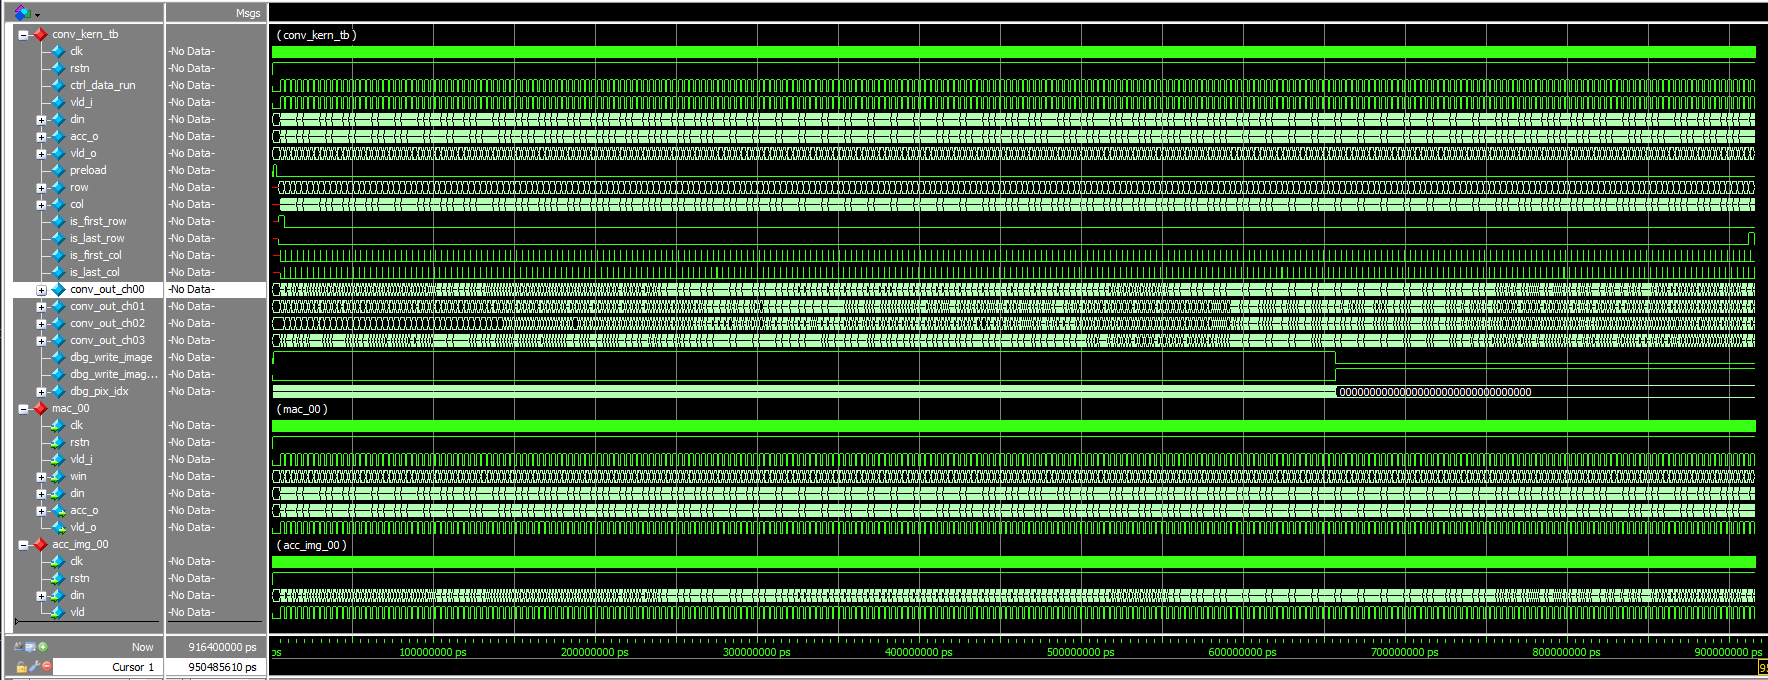 Msgs
conv_kern_tb ( conv_kern_tb )
clk -No Data-
rstn -No Data-
ctrl_data_run -No Data-
vld_i -No Data-
din -No Data-
acc_o -No Data-
vld_o -No Data-
preload -No Data-
row -No Data-
col -No Data-
is_first_row -No Data-
is_last_row -No Data-
is_first_col -No Data-
is_last_col -No Data-
conv_out_ch00 -No Data-
conv_out_ch01 -No Data-
conv_out_ch02 -No Data-
conv_out_ch03 -No Data-
dbg_write_image -No Data-
dbg_write_imag... -No Data-
dbg_pix_idx -No Data- 00000000000000000000000000000000
mac_00 ( mac_00 )
clk -No Data-
rstn -No Data-
vld_i -No Data-
win -No Data-
din -No Data-
acc_o -No Data-
vld_o -No Data-
acc_img_00 ( acc_img_00 )
clk -No Data-
rstn -No Data-
din -No Data-
vld -No Data-
Now 916400000 ps ps 100000000 ps 200000000 ps 300000000 ps 400000000 ps 500000000 ps 600000000 ps 700000000 ps 800000000 ps 900000000 ps
Cursor 1 950485610 ps 95